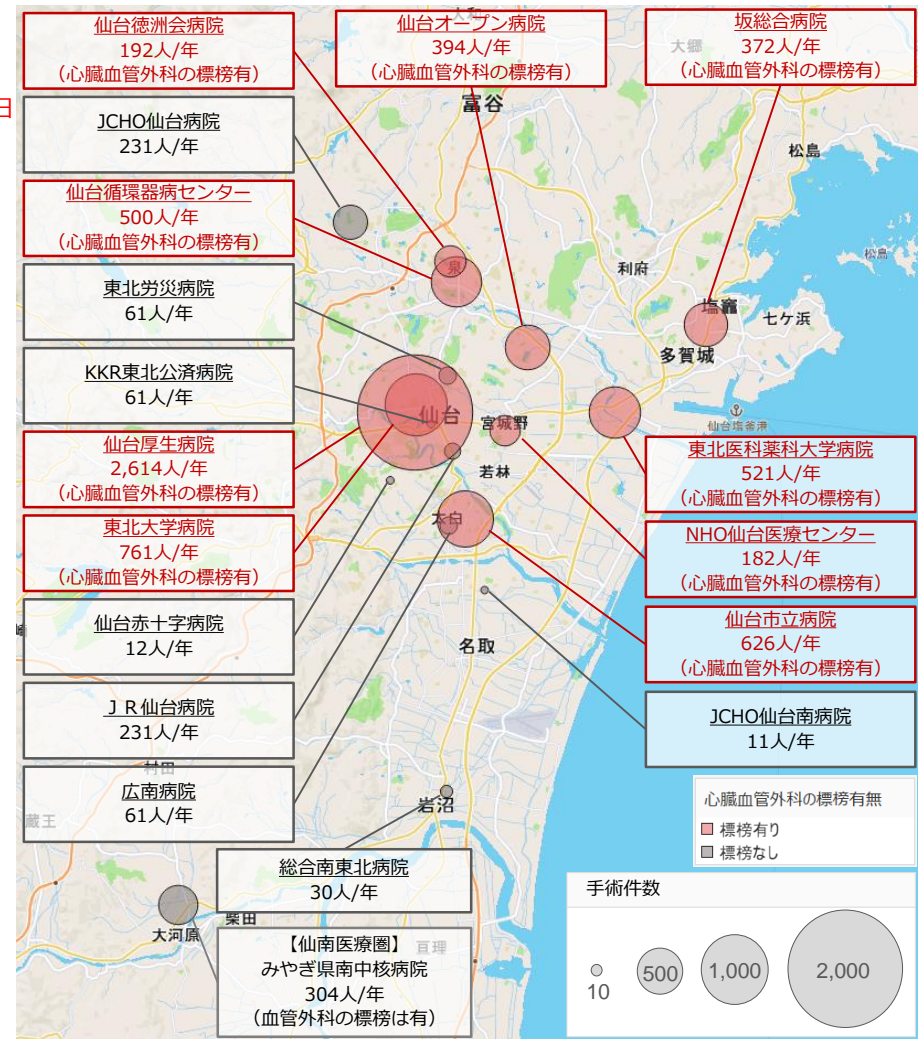 仙台徳洲会病院
192人/年
(心臓血管外科の標榜有)
仙台オープン病院
394人/年
(心臓血管外科の標榜有)
坂総合病院
372人/年
(心臓血管外科の標榜有)
大和
大郷
日
富谷
JCHO仙台病院
231人/年
松島
仙台循環器病センター
500人/年
(心臓血管外科の標榜有)
泉
利府
松島
東北労災病院
61人/年
塩竈
七ケ浜
多賀城
KKR東北公済病院
61人/年
仙台
宮城野
仙台塩釜港
仙台厚生病院
2,614人/年
(心臓血管外科の標榜有)
若林
東北医科薬科大学病院
521人/年
(心臓血管外科の標榜有)
東北大学病院
761人/年
(心臓血管外科の標榜有)
太白
NHO仙台医療センター
182人/年
(心臓血管外科の標榜有)
仙台赤十字病院
12人/年
名取
仙台市立病院
626人/年
(心臓血管外科の標榜有)
ＪＲ仙台病院
231人/年
JCHO仙台南病院
11人/年
村田
広南病院
61人/年
蔵王
岩沼
心臓血管外科の標榜有無
標榜有り
標榜なし
総合南東北病院
30人/年
手術件数
10
500
1,000
2,000
大河原
柴田
亘理
【仙南医療圏】
みやぎ県南中核病院
304人/年
(血管外科の標榜は有)